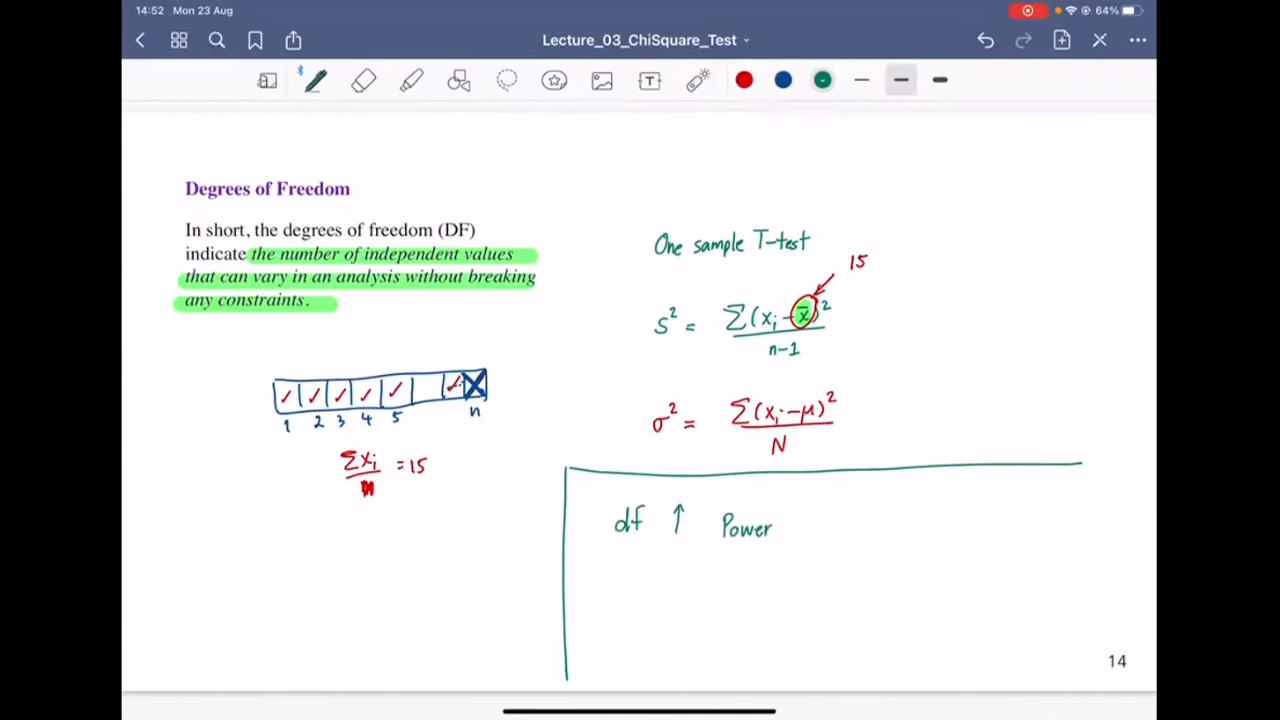 14:52 Mon 23 Aug
64%
Lecture_03_ChiSquare_Test
Degrees of Freedom
In short, the degrees of freedom (DF)
indicate the number of independent values
that can vary in an analysis without breaking
any constraints.
1 2 3 4 5 n
Σxi
= 15
n
One sample T-test
15
s² = Σ(xi - x̄)²
n-1
σ² = Σ(xi - μ)²
N
df ↑ Power
14